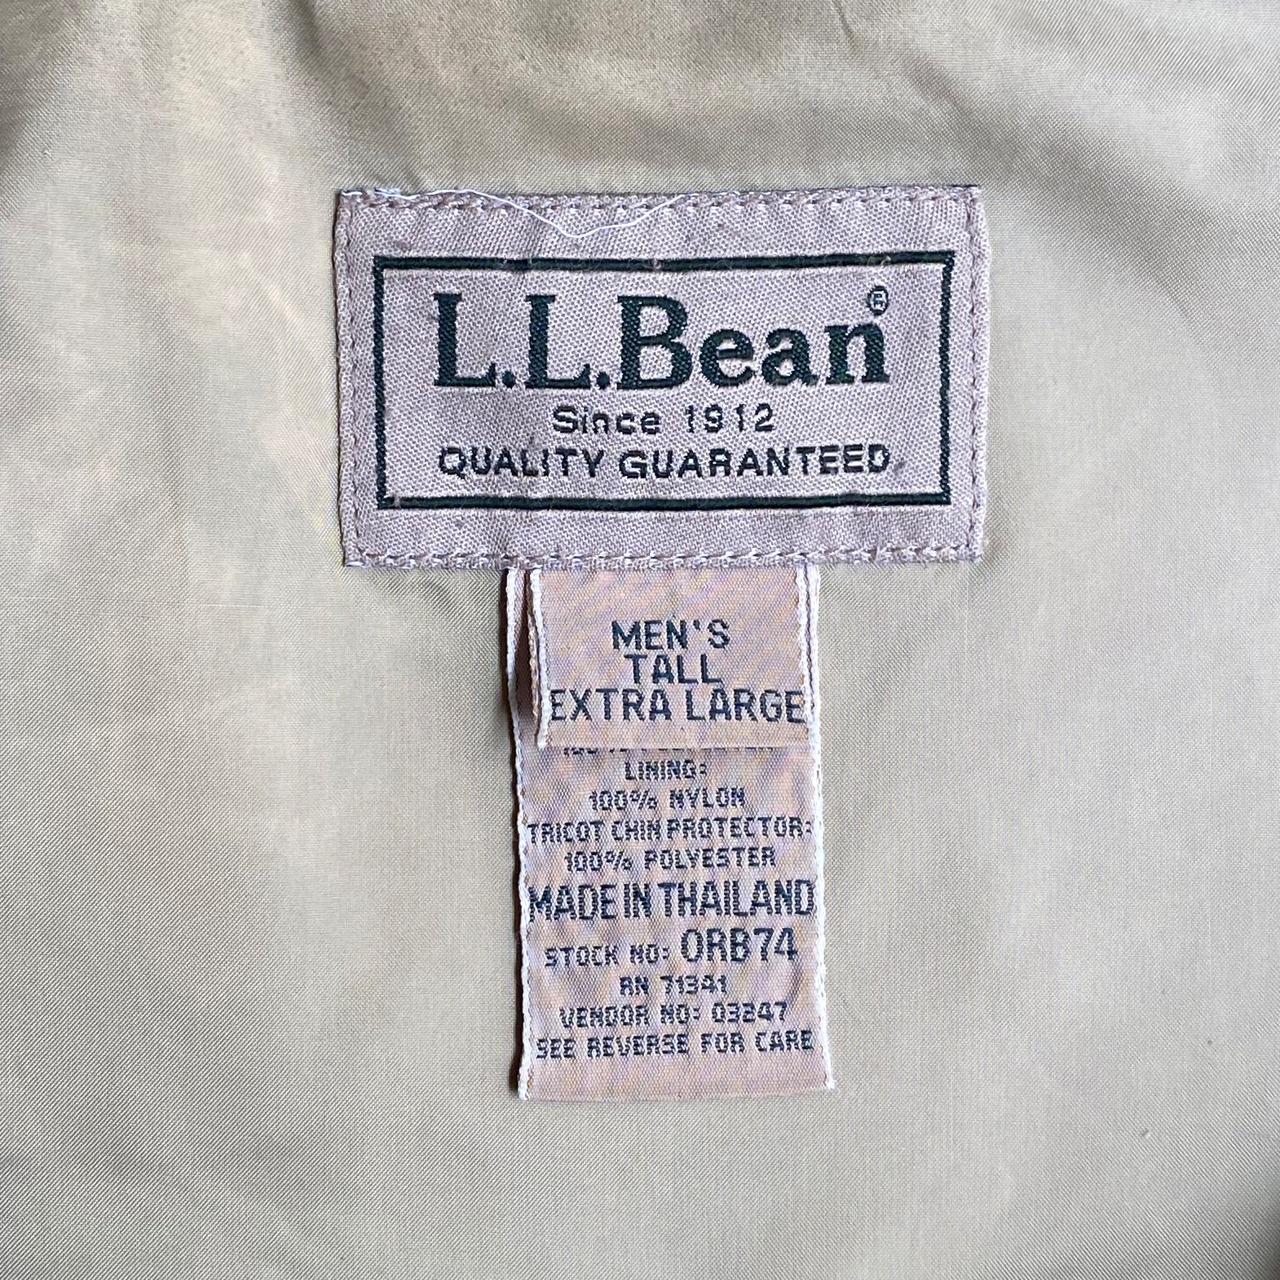 L.L.Bean®
Since 1912
QUALITY GUARANTEED
MEN'S
TALL
EXTRA LARGE
LINING:
100% NYLON
TRICOT CHIN PROTECTOR:
100% POLYESTER
MADE IN THAILAND
STOCK NO: 0RB74
RN 71341
VENDOR NO: 03247
SEE REVERSE FOR CARE